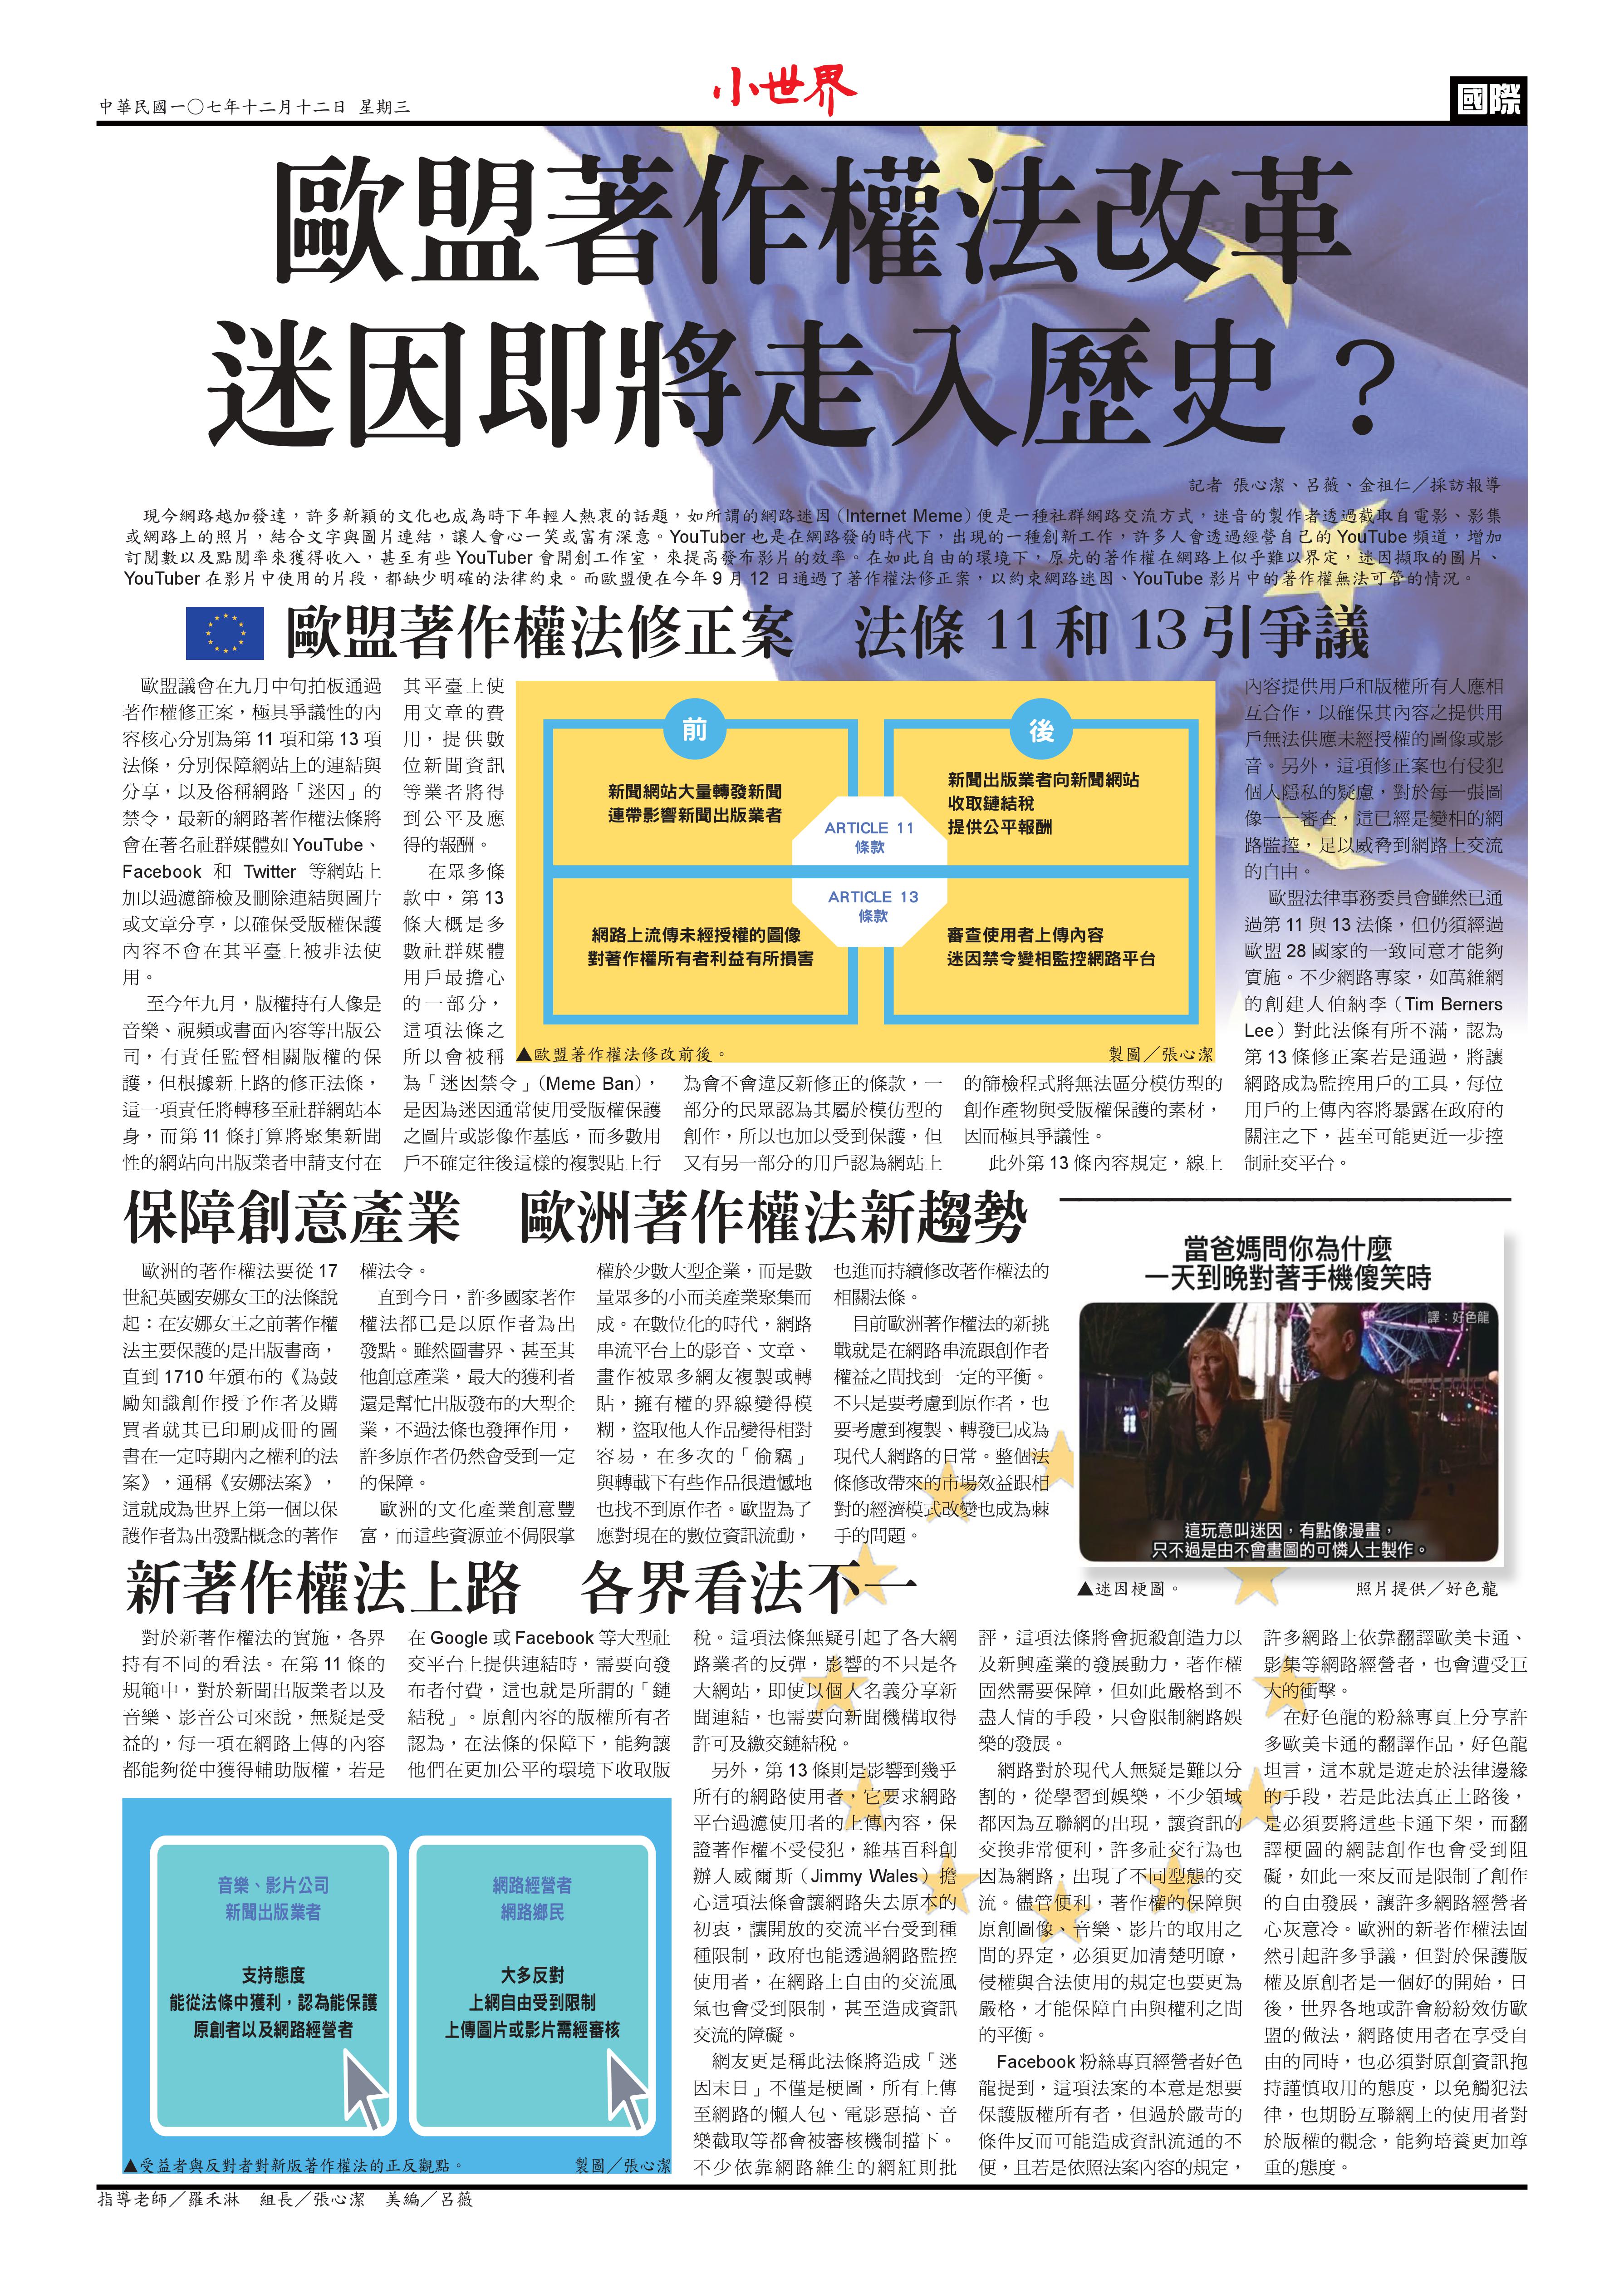 中華民國一〇七年十二月十二日 星期三
小世界
國際
歐盟著作權法改革
迷因即將走入歷史？
記者 張心潔、呂薇、金祖仁／採訪報導
現今網路越加發達，許多新穎的文化也成為時下年輕人熱衷的話題，如所謂的網路迷因（Internet Meme）便是一種社群網路交流方式，迷音的製作者透過截取自電影、影集
或網路上的照片，結合文字與圖片連結，讓人會心一笑或富有深意。YouTuber 也是在網路發的時代下，出現的一種創新工作，許多人會透過經營自己的 YouTube 頻道，增加
訂閱數以及點閱率來獲得收入，甚至有些 YouTuber 會開創工作室，來提高發布影片的效率。在如此自由的環境下，原先的著作權在網路上似乎難以界定，迷因擷取的圖片、
YouTuber 在影片中使用的片段，都缺少明確的法律約束。而歐盟便在今年 9 月 12 日通過了著作權法修正案，以約束網路迷因、YouTube 影片中的著作權無法可管的情況。
歐盟著作權法修正案　法條 11 和 13 引爭議
歐盟議會在九月中旬拍板通過
著作權修正案，極具爭議性的內
容核心分別為第 11 項和第 13 項
法條，分別保障網站上的連結與
分享，以及俗稱網路「迷因」的
禁令，最新的網路著作權法條將
會在著名社群媒體如 YouTube、
Facebook 和 Twitter 等網站上
加以過濾篩檢及刪除連結與圖片
或文章分享，以確保受版權保護
內容不會在其平臺上被非法使
用。
至今年九月，版權持有人像是
音樂、視頻或書面內容等出版公
司，有責任監督相關版權的保
護，但根據新上路的修正法條，
這一項責任將轉移至社群網站本
身，而第 11 條打算將聚集新聞
性的網站向出版業者申請支付在
其平臺上使
用文章的費
用，提供數
位新聞資訊
等業者將得
到公平及應
得的報酬。
在眾多條
款中，第 13
條大概是多
數社群媒體
用戶最擔心
的一部分，
這項法條之
所以會被稱
為「迷因禁令」（Meme Ban），
是因為迷因通常使用受版權保護
之圖片或影像作基底，而多數用
戶不確定往後這樣的複製貼上行
前
新聞網站大量轉發新聞
連帶影響新聞出版業者
後
新聞出版業者向新聞網站
收取鏈結稅
提供公平報酬
ARTICLE 11
條款
ARTICLE 13
條款
網路上流傳未經授權的圖像
對著作權所有者利益有所損害
審查使用者上傳內容
迷因禁令變相監控網路平台
▲歐盟著作權法修改前後。
製圖／張心潔
為會不會違反新修正的條款，一
部分的民眾認為其屬於模仿型的
創作，所以也加以受到保護，但
又有另一部分的用戶認為網站上
的篩檢程式將無法區分模仿型的
創作產物與受版權保護的素材，
因而極具爭議性。
此外第 13 條內容規定，線上
內容提供用戶和版權所有人應相
互合作，以確保其內容之提供用
戶無法供應未經授權的圖像或影
音。另外，這項修正案也有侵犯
個人隱私的疑慮，對於每一張圖
像一一審查，這已經是變相的網
路監控，足以威脅到網路上交流
的自由。
歐盟法律事務委員會雖然已通
過第 11 與 13 法條，但仍須經過
歐盟 28 國家的一致同意才能夠
實施。不少網路專家，如萬維網
的創建人伯納李（Tim Berners
Lee）對此法條有所不滿，認為
第 13 條修正案若是通過，將讓
網路成為監控用戶的工具，每位
用戶的上傳內容將暴露在政府的
關注之下，甚至可能更近一步控
制社交平台。
保障創意產業　歐洲著作權法新趨勢
歐洲的著作權法要從 17
世紀英國安娜女王的法條說
起：在安娜女王之前著作權
法主要保護的是出版書商，
直到 1710 年頒布的《為鼓
勵知識創作授予作者及購
買者就其已印刷成冊的圖
書在一定時期內之權利的法
案》，通稱《安娜法案》，
這就成為世界上第一個以保
護作者為出發點概念的著作
權法令。
直到今日，許多國家著作
權法都已是以原作者為出
發點。雖然圖書界、甚至其
他創意產業，最大的獲利者
還是幫忙出版發布的大型企
業，不過法條也發揮作用，
許多原作者仍然會受到一定
的保障。
歐洲的文化產業創意豐
富，而這些資源並不侷限掌
權於少數大型企業，而是數
量眾多的小而美產業聚集而
成。在數位化的時代，網路
串流平台上的影音、文章、
畫作被眾多網友複製或轉
貼，擁有權的界線變得模
糊，盜取他人作品變得相對
容易，在多次的「偷竊」
與轉載下有些作品很遺憾地
也找不到原作者。歐盟為了
應對現在的數位資訊流動，
也進而持續修改著作權法的
相關法條。
目前歐洲著作權法的新挑
戰就是在網路串流跟創作者
權益之間找到一定的平衡。
不只是要考慮到原作者，也
要考慮到複製、轉發已成為
現代人網路的日常。整個法
條修改帶來的市場效益跟相
對的經濟模式改變也成為棘
手的問題。
當爸媽問你為什麼
一天到晚對著手機傻笑時
譯：好色龍
這玩意叫迷因，有點像漫畫，
只不過是由不會畫圖的可憐人士製作。
▲迷因梗圖。
照片提供／好色龍
新著作權法上路　各界看法不一
對於新著作權法的實施，各界
持有不同的看法。在第 11 條的
規範中，對於新聞出版業者以及
音樂、影音公司來說，無疑是受
益的，每一項在網路上傳的內容
都能夠從中獲得輔助版權，若是
在 Google 或 Facebook 等大型社
交平台上提供連結時，需要向發
布者付費，這也就是所謂的「鏈
結稅」。原創內容的版權所有者
認為，在法條的保障下，能夠讓
他們在更加公平的環境下收取版
音樂、影片公司
新聞出版業者
支持態度
能從法條中獲利，認為能保護
原創者以及網路經營者
網路經營者
網路鄉民
大多反對
上網自由受到限制
上傳圖片或影片需經審核
▲受益者與反對者對新版著作權法的正反觀點。
製圖／張心潔
稅。這項法條無疑引起了各大網
路業者的反彈，影響的不只是各
大網站，即使以個人名義分享新
聞連結，也需要向新聞機構取得
許可及繳交鏈結稅。
另外，第 13 條則是影響到幾乎
所有的網路使用者，它要求網路
平台過濾使用者的上傳內容，保
證著作權不受侵犯，維基百科創
辦人威爾斯（Jimmy Wales）擔
心這項法條會讓網路失去原本的
初衷，讓開放的交流平台受到種
種限制，政府也能透過網路監控
使用者，在網路上自由的交流風
氣也會受到限制，甚至造成資訊
交流的障礙。
網友更是稱此法條將造成「迷
因末日」不僅是梗圖，所有上傳
至網路的懶人包、電影惡搞、音
樂截取等都會被審核機制擋下。
不少依靠網路維生的網紅則批
評，這項法條將會扼殺創造力以
及新興產業的發展動力，著作權
固然需要保障，但如此嚴格到不
盡人情的手段，只會限制網路娛
樂的發展。
網路對於現代人無疑是難以分
割的，從學習到娛樂，不少領域
都因為互聯網的出現，讓資訊的
交換非常便利，許多社交行為也
因為網路，出現了不同型態的交
流。儘管便利，著作權的保障與
原創圖像、音樂、影片的取用之
間的界定，必須更加清楚明瞭，
侵權與合法使用的規定也要更為
嚴格，才能保障自由與權利之間
的平衡。
Facebook 粉絲專頁經營者好色
龍提到，這項法案的本意是想要
保護版權所有者，但過於嚴苛的
條件反而可能造成資訊流通的不
便，且若是依照法案內容的規定，
許多網路上依靠翻譯歐美卡通、
影集等網路經營者，也會遭受巨
大的衝擊。
在好色龍的粉絲專頁上分享許
多歐美卡通的翻譯作品，好色龍
坦言，這本就是遊走於法律邊緣
的手段，若是此法真正上路後，
是必須要將這些卡通下架，而翻
譯梗圖的網誌創作也會受到阻
礙，如此一來反而是限制了創作
的自由發展，讓許多網路經營者
心灰意冷。歐洲的新著作權法固
然引起許多爭議，但對於保護版
權及原創者是一個好的開始，日
後，世界各地或許會紛紛效仿歐
盟的做法，網路使用者在享受自
由的同時，也必須對原創資訊抱
持謹慎取用的態度，以免觸犯法
律，也期盼互聯網上的使用者對
於版權的觀念，能夠培養更加尊
重的態度。
指導老師／羅禾淋　組長／張心潔　美編／呂薇